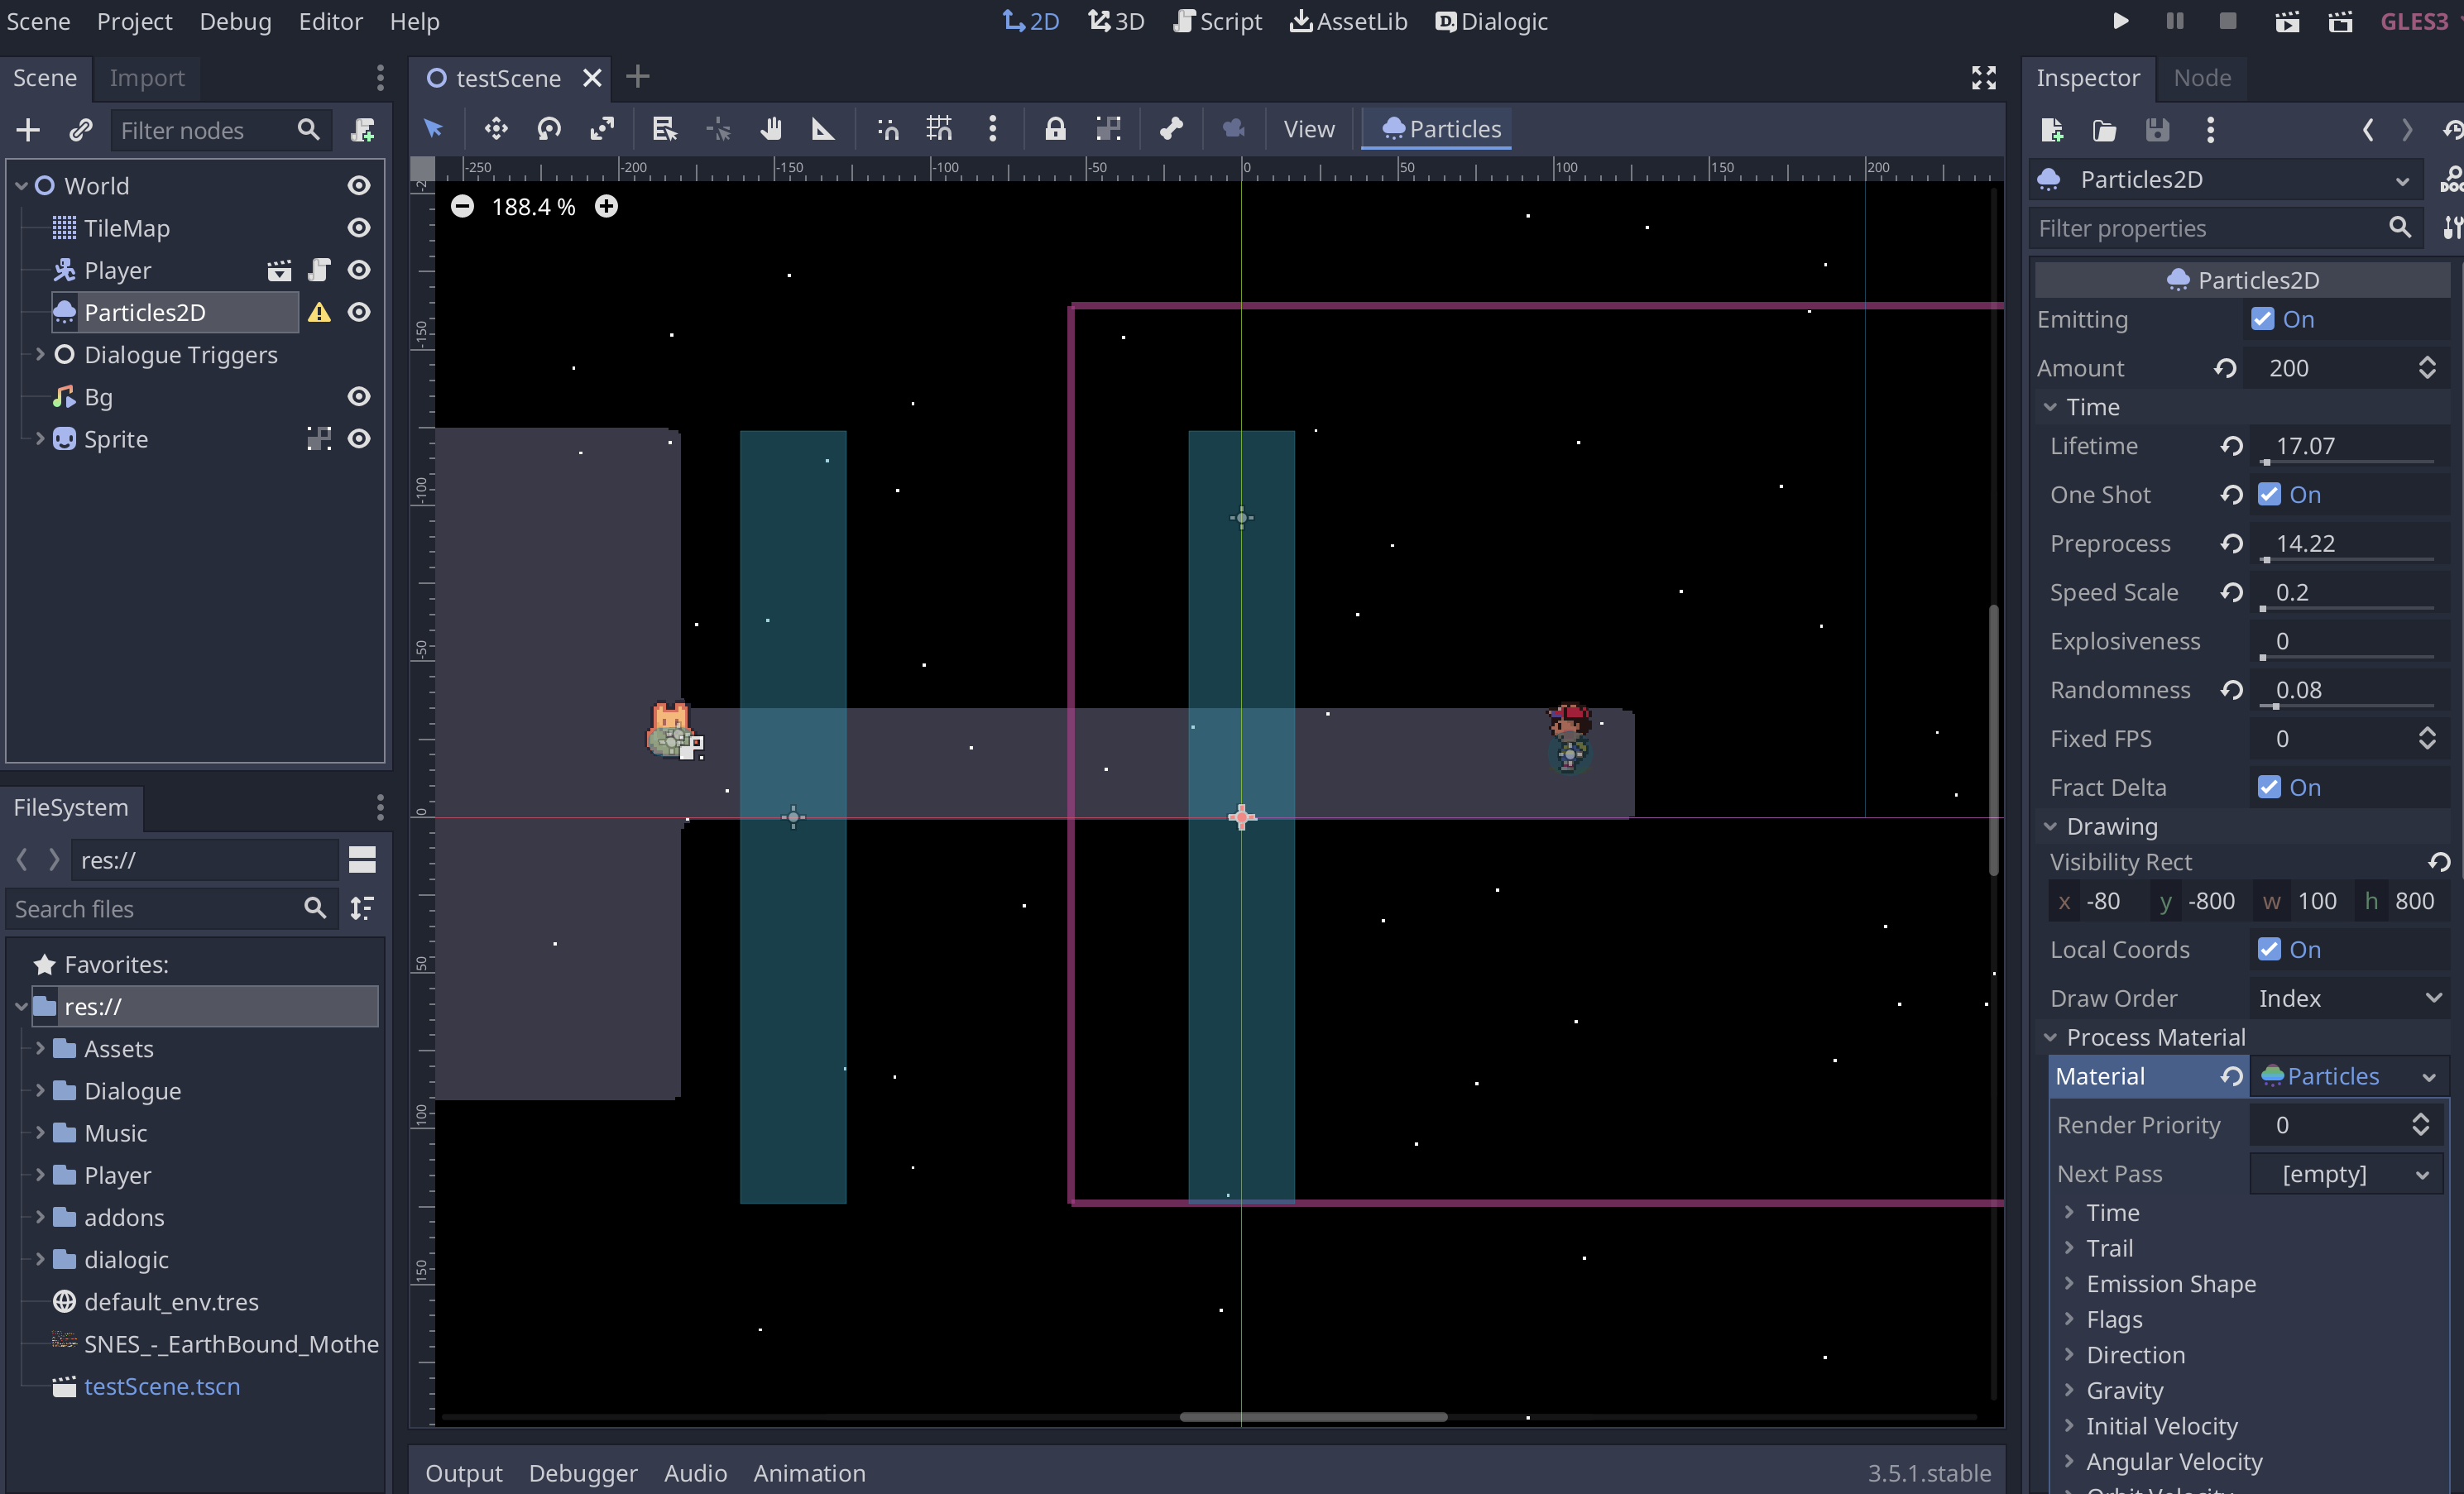 Scene Project Debug Editor Help
2D 3D Script AssetLib Dialogic
GLES3
Scene Import
Filter nodes
World
TileMap
Player
Particles2D
Dialogue Triggers
Bg
Sprite
FileSystem
res://
Search files
Favorites:
res://
Assets
Dialogue
Music
Player
addons
dialogic
default_env.tres
SNES_-_EarthBound_Mothe
testScene.tscn
testScene
View Particles
-250 -200 -150 -100 -50 0 50 100 150 200
188.4 %
-150
-100
-50
0
50
100
150
Output Debugger Audio Animation
3.5.1.stable
Inspector Node
Particles2D
Filter properties
Particles2D
Emitting On
Amount 200
Time
Lifetime 17.07
One Shot On
Preprocess 14.22
Speed Scale 0.2
Explosiveness 0
Randomness 0.08
Fixed FPS 0
Fract Delta On
Drawing
Visibility Rect
x -80 y -800 w 100 h 800
Local Coords On
Draw Order Index
Process Material
Material Particles
Render Priority 0
Next Pass [empty]
Time
Trail
Emission Shape
Flags
Direction
Gravity
Initial Velocity
Angular Velocity